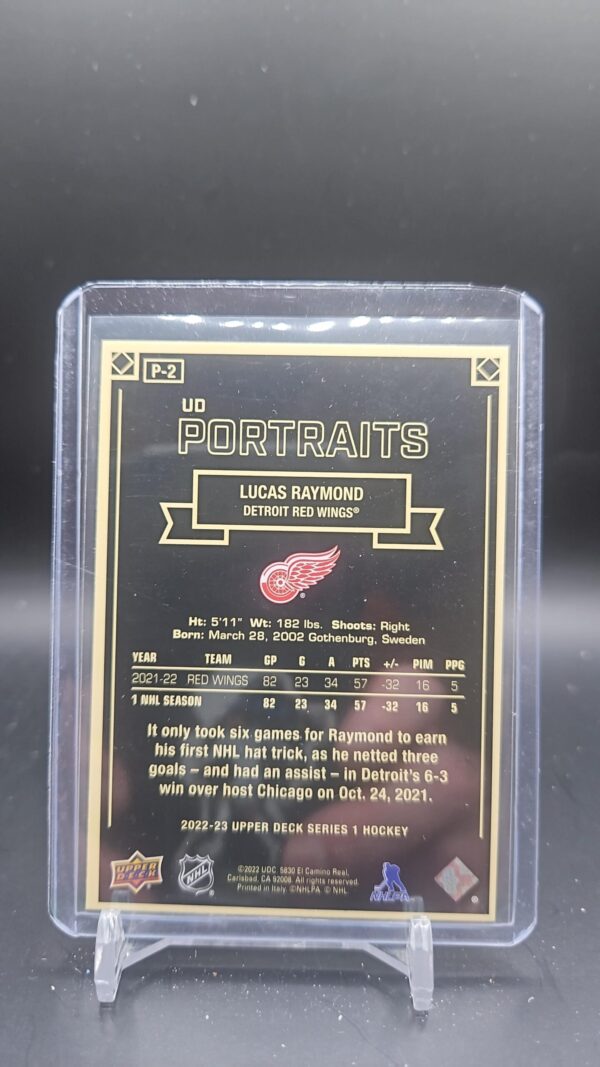 P-2
UD
PORTRAITS
LUCAS RAYMOND
DETROIT RED WINGS®
®
Ht: 5'11" Wt: 182 lbs. Shoots: Right
Born: March 28, 2002 Gothenburg, Sweden
YEAR TEAM GP G A PTS +/- PIM PPG
2021-22 RED WINGS 82 23 34 57 -32 16 5
1 NHL SEASON 82 23 34 57 -32 16 5
It only took six games for Raymond to earn
his first NHL hat trick, as he netted three
goals – and had an assist – in Detroit's 6-3
win over host Chicago on Oct. 24, 2021.
2022-23 UPPER DECK SERIES 1 HOCKEY
UPPER DECK
NHL
®
©2022 UDC. 5830 El Camino Real,
Carlsbad, CA 92008. All rights reserved.
Printed in Italy. ©NHLPA © NHL.
NHLPA
®